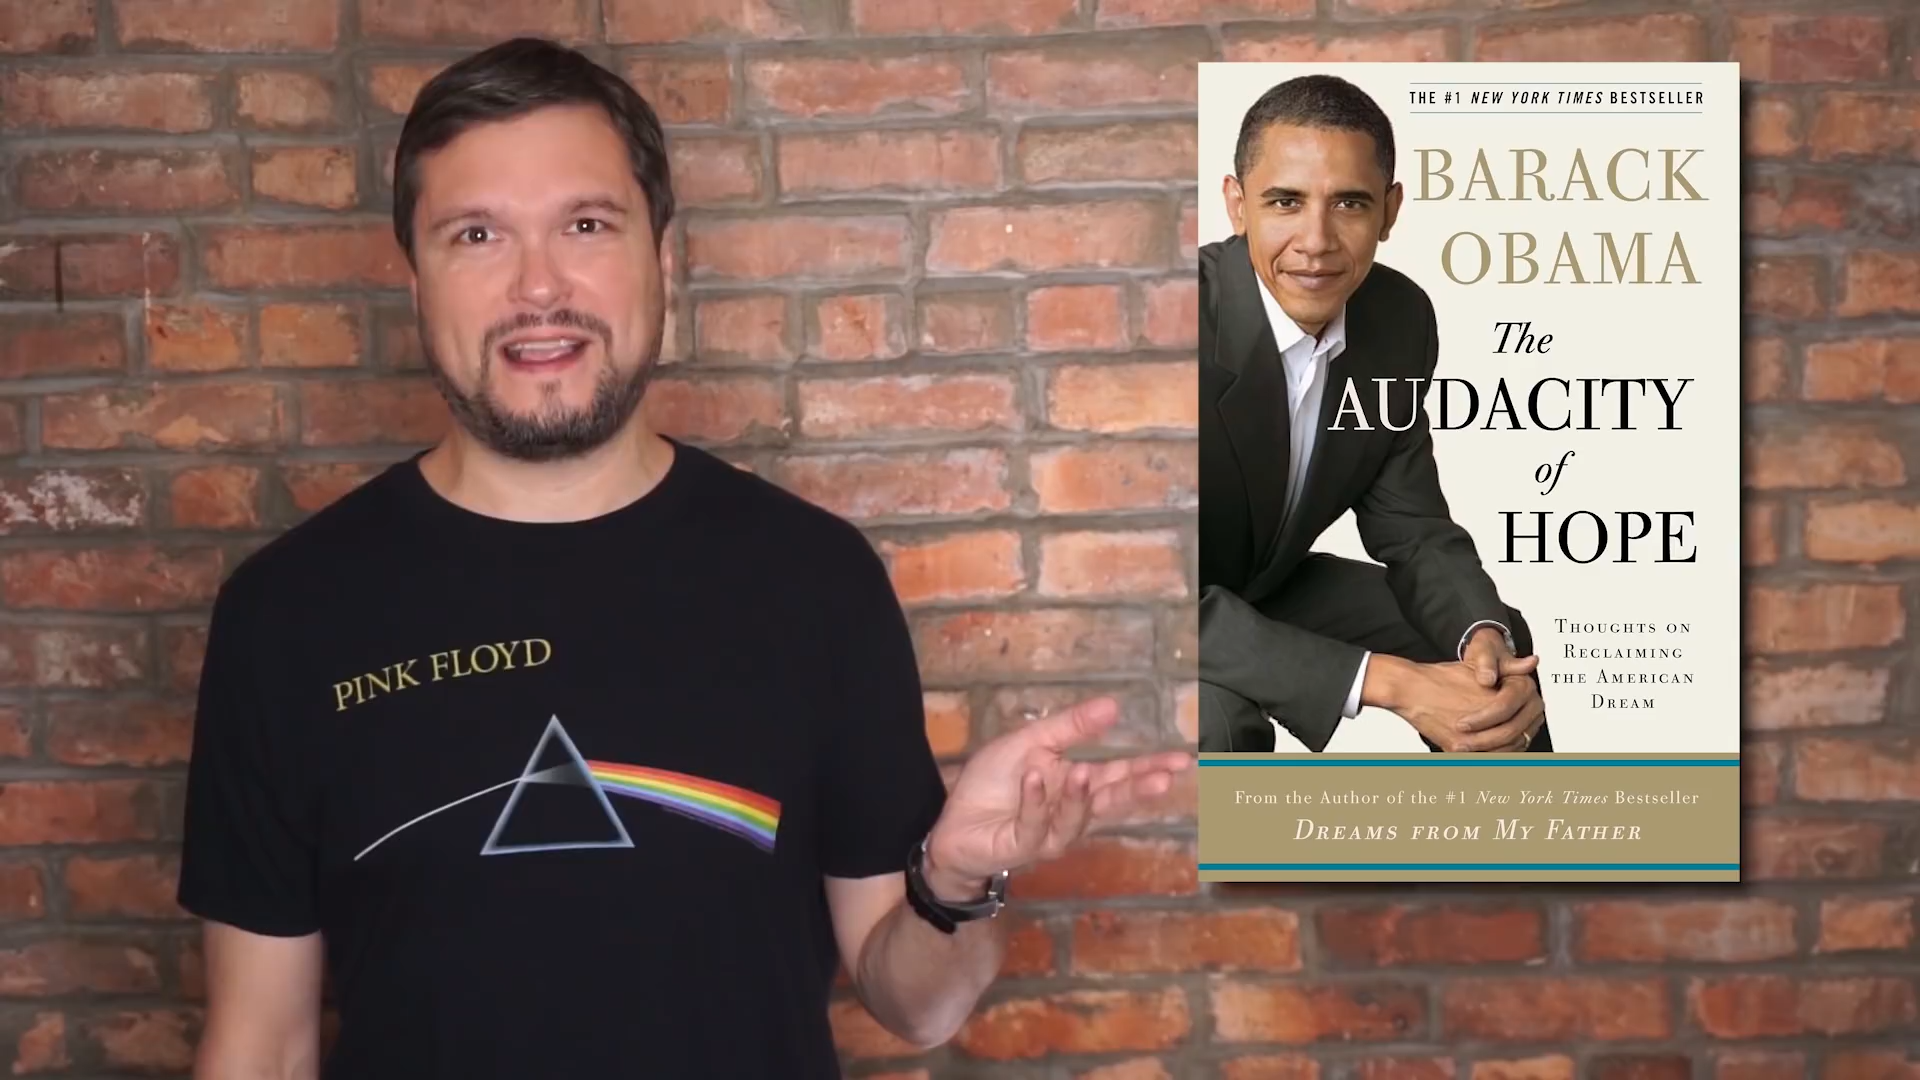 PINK FLOYD
THE #1 NEW YORK TIMES BESTSELLER
BARACK
OBAMA
The
AUDACITY
of
HOPE
THOUGHTS ON
RECLAIMING
THE AMERICAN
DREAM
From the Author of the #1 New York Times Bestseller
DREAMS FROM MY FATHER